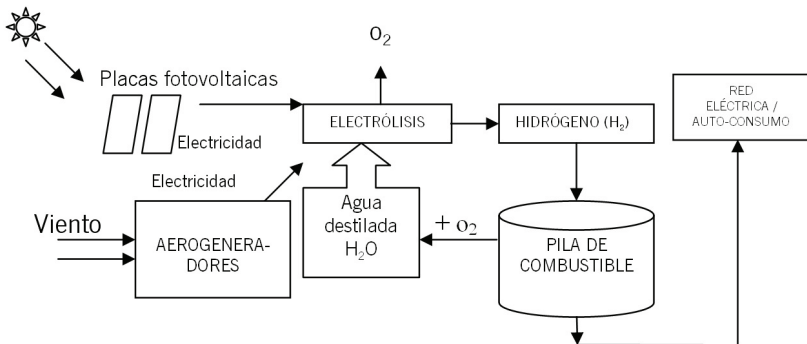 O₂
Placas fotovoltaicas
RED
ELÉCTRICA /
AUTO-CONSUMO
ELECTRÓLISIS
HIDRÓGENO (H₂)
Electricidad
Electricidad
Viento
AEROGENERA-
DORES
Agua
destilada
H₂O
+ O₂
PILA DE
COMBUSTIBLE